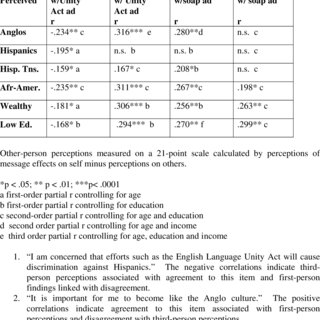 Perceived w/Unity w/ Unity w/soap ad w/ soap ad
Act ad Act ad
r r r r
Anglos -.234** c .316*** e .280**d n.s. c
Hispanics -.195* a n.s. b n.s. b n.s. c
Hisp. Tns. -.159* a .167* c .208*b n.s. c
Afr-Amer. -.235** c .311*** c .267**c .198* c
Wealthy -.181* a .306*** b .256**b .263** c
Low Ed. -.168* b .294*** b .270** f .299** c
Other-person perceptions measured on a 21-point scale calculated by perceptions of
message effects on self minus perceptions on others.
*p < .05; ** p < .01; ***p< .0001
a first-order partial r controlling for age
b first-order partial r controlling for education
c second-order partial r controlling for age and education
d second order partial r controlling for age and income
e third order partial r controlling for age, education and income
1. “I am concerned that efforts such as the English Language Unity Act will cause
discrimination against Hispanics.” The negative correlations indicate third-
person perceptions associated with agreement to this item and first-person
findings linked with disagreement.
2. “It is important for me to become like the Anglo culture.” The positive
correlations indicate agreement to this item associated with first-person
perceptions and disagreement with third-person perceptions.